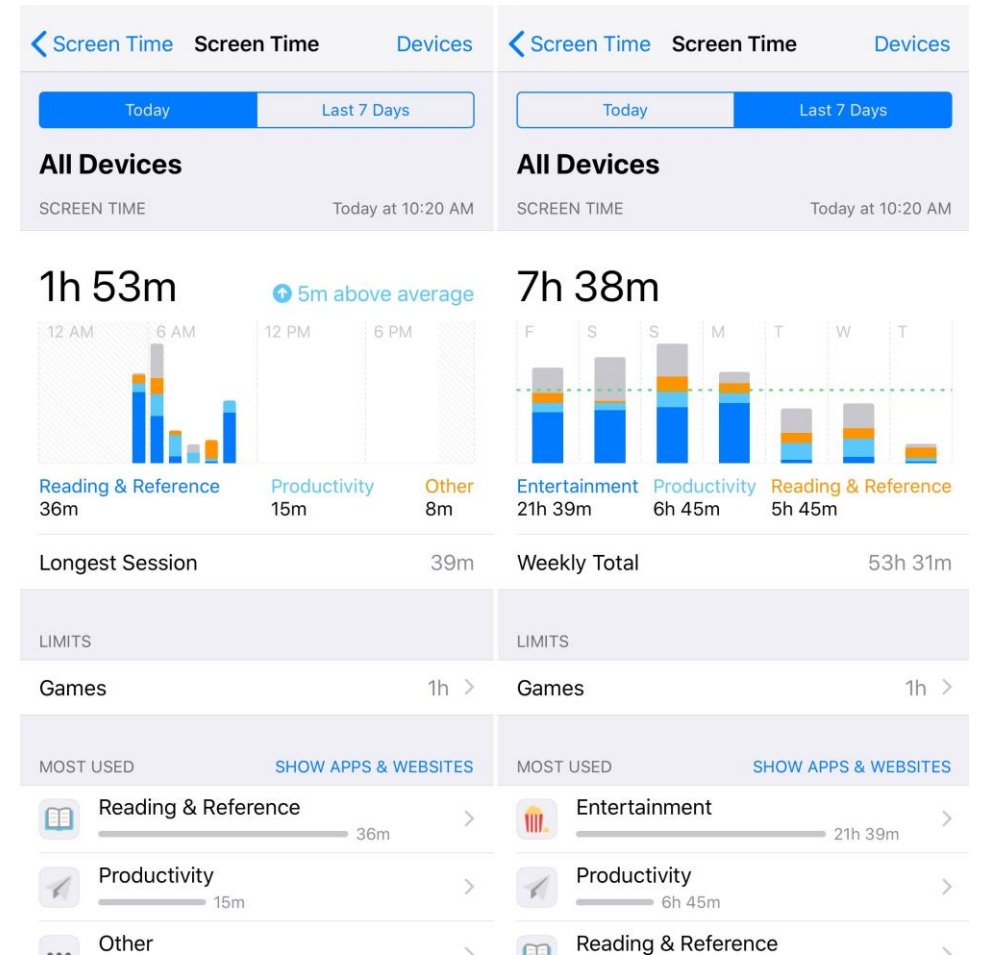 Screen Time Screen Time Devices
Today Last 7 Days
All Devices
SCREEN TIME Today at 10:20 AM
1h 53m 5m above average
12 AM 6 AM 12 PM 6 PM
Reading & Reference Productivity Other
36m 15m 8m
Longest Session 39m
LIMITS
Games 1h
MOST USED SHOW APPS & WEBSITES
Reading & Reference
36m
Productivity
15m
Other
Screen Time Screen Time Devices
Today Last 7 Days
All Devices
SCREEN TIME Today at 10:20 AM
7h 38m
F S S M T W T
Entertainment Productivity Reading & Reference
21h 39m 6h 45m 5h 45m
Weekly Total 53h 31m
LIMITS
Games 1h
MOST USED SHOW APPS & WEBSITES
Entertainment
21h 39m
Productivity
6h 45m
Reading & Reference